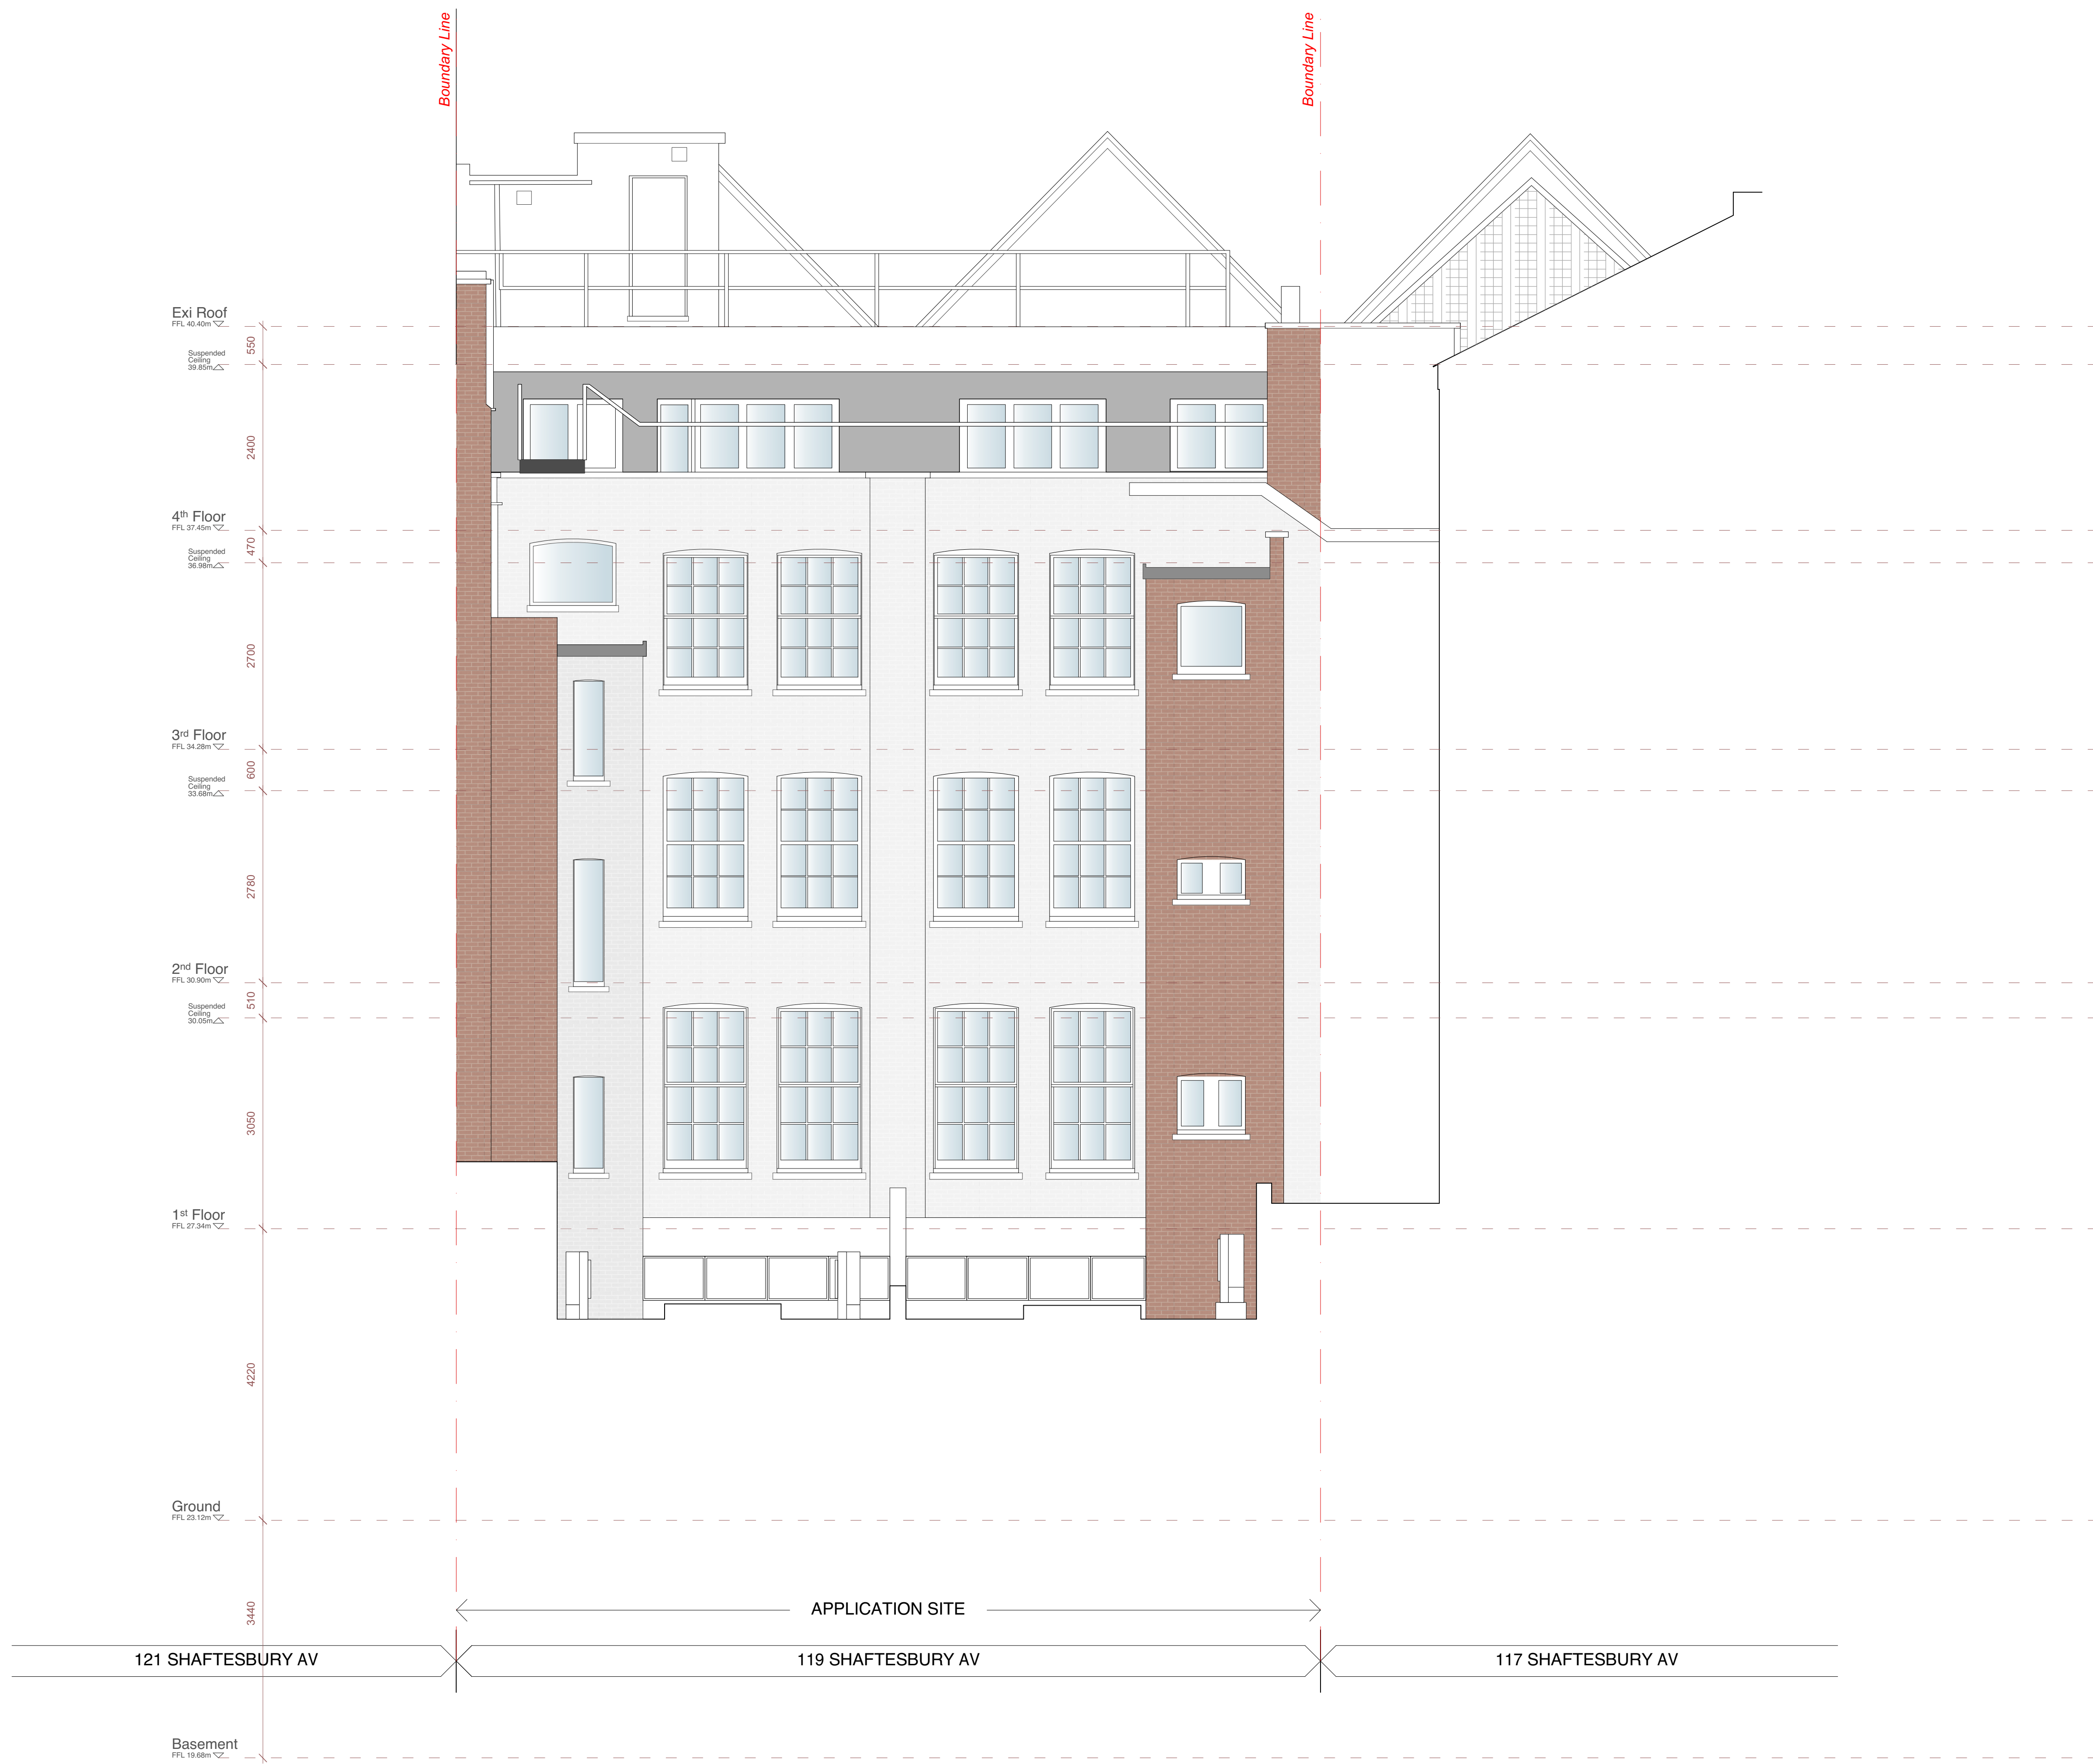 Boundary Line
Boundary Line
Exi Roof
FFL 40.40m
550
Suspended
Ceiling
39.85m
2400
4th Floor
FFL 37.45m
470
Suspended
Ceiling
36.98m
2700
3rd Floor
FFL 34.28m
600
Suspended
Ceiling
33.68m
2780
2nd Floor
FFL 30.90m
510
Suspended
Ceiling
30.05m
3050
1st Floor
FFL 27.34m
4220
Ground
FFL 23.12m
3440
APPLICATION SITE
121 SHAFTESBURY AV
119 SHAFTESBURY AV
117 SHAFTESBURY AV
Basement
FFL 19.68m